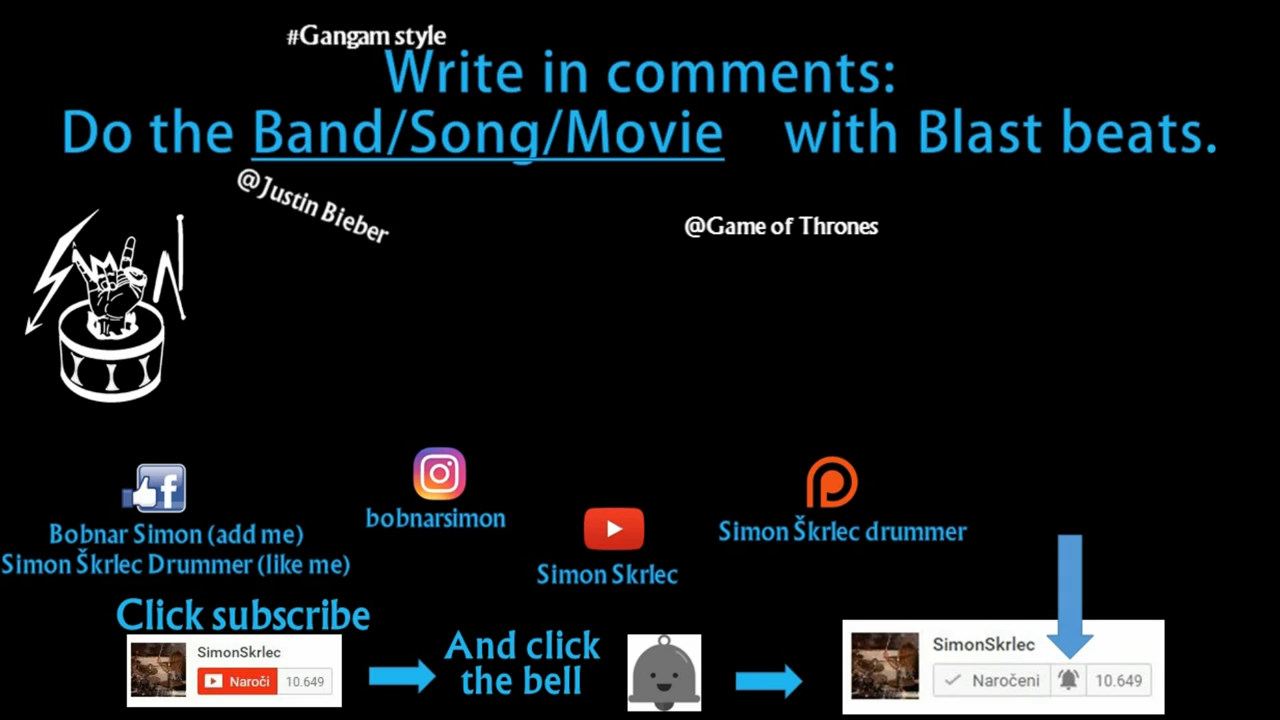 #Gangam style
Write in comments:
Do the Band/Song/Movie with Blast beats.
@Justin Bieber
@Game of Thrones
SIMON
Bobnar Simon (add me)
Simon Škrlec Drummer (like me)
bobnarsimon
Simon Skrlec
Simon Škrlec drummer
Click subscribe
SimonSkrlec
Naroči 10.649
And click
the bell
SimonSkrlec
Naročeni 10.649